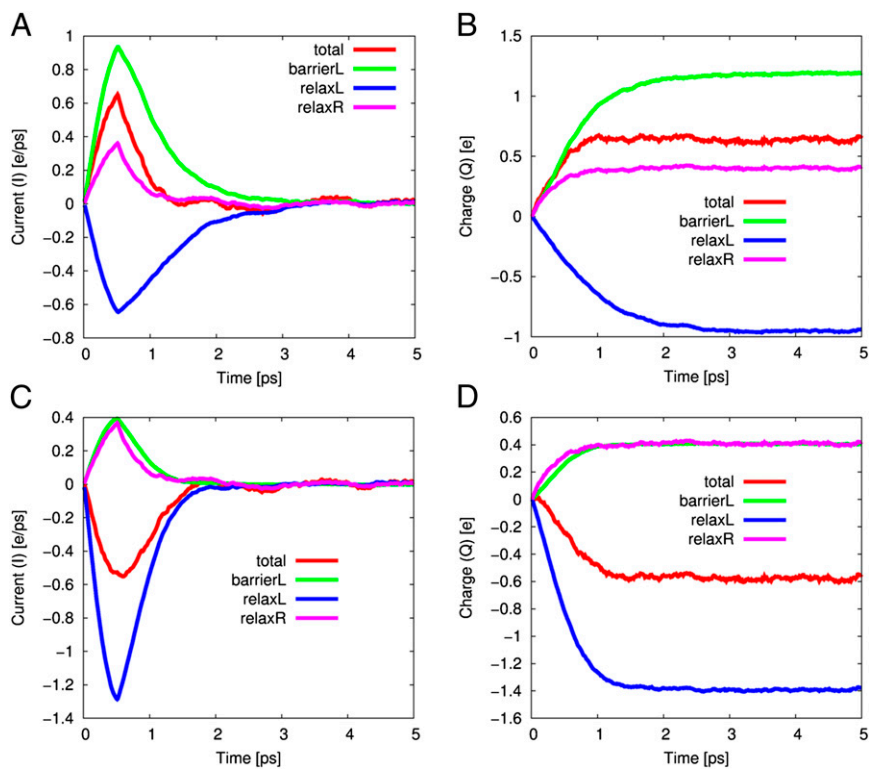 A
Current (I) [e/ps]
1
0.8
0.6
0.4
0.2
0
−0.2
−0.4
−0.6
−0.8
total
barrierL
relaxL
relaxR
0 1 2 3 4 5
Time [ps]
B
Charge (Q) [e]
1.5
1
0.5
0
−0.5
−1
total
barrierL
relaxL
relaxR
0 1 2 3 4 5
Time [ps]
C
Current (I) [e/ps]
0.4
0.2
0
−0.2
−0.4
−0.6
−0.8
−1
−1.2
−1.4
total
barrierL
relaxL
relaxR
0 1 2 3 4 5
Time [ps]
D
Charge (Q) [e]
0.6
0.4
0.2
0
−0.2
−0.4
−0.6
−0.8
−1
−1.2
−1.4
−1.6
total
barrierL
relaxL
relaxR
0 1 2 3 4 5
Time [ps]